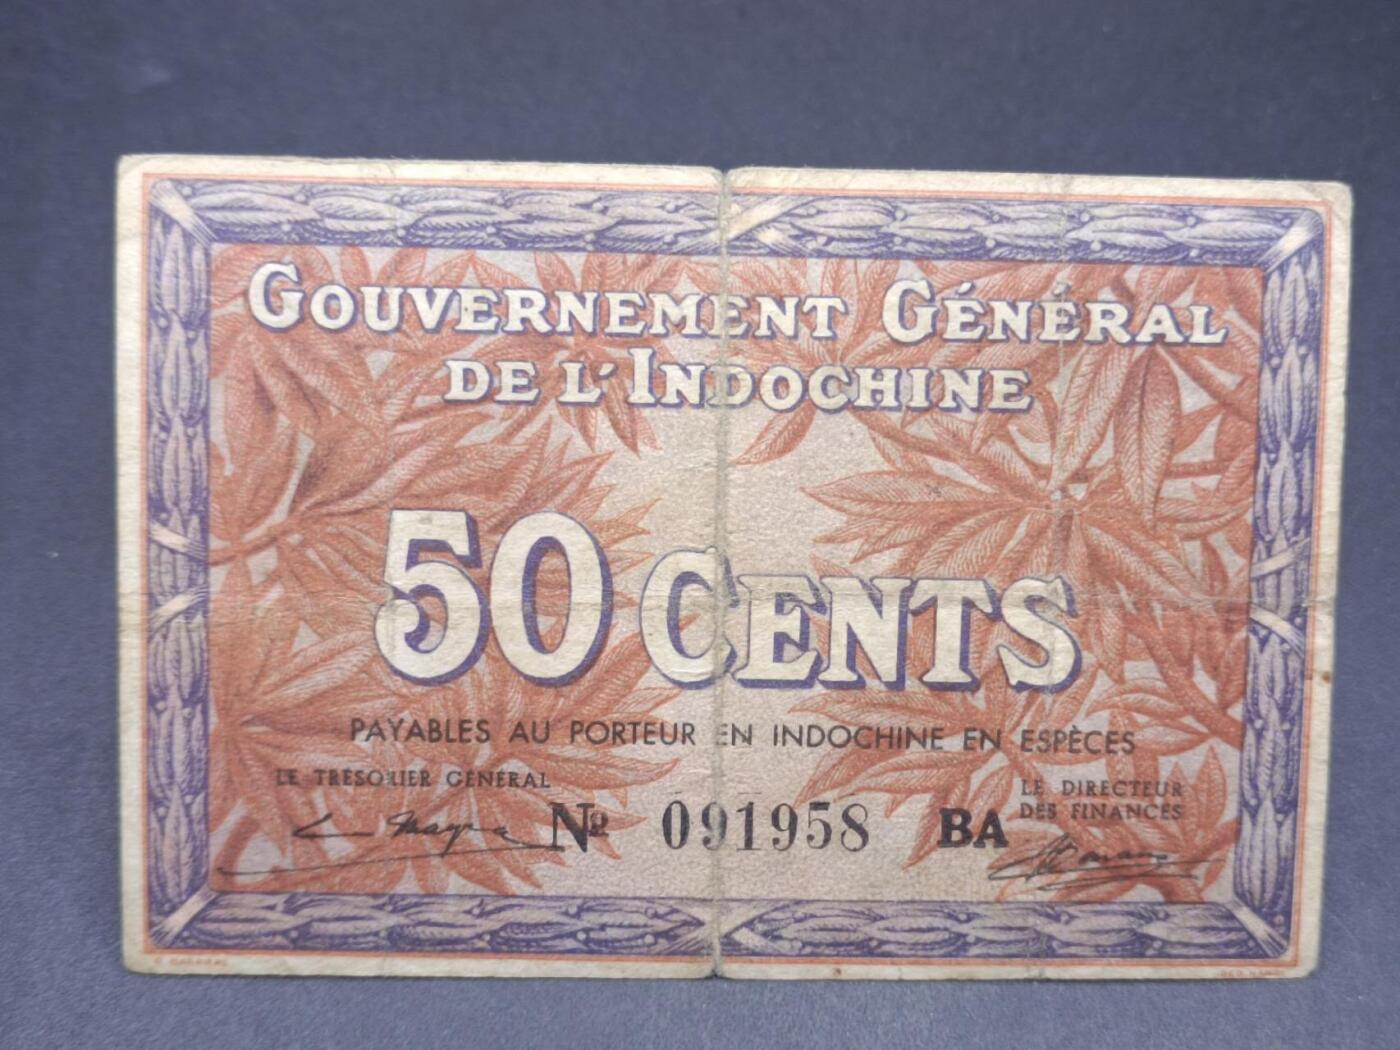 GOUVERNEMENT GÉNÉRAL
DE L'INDOCHINE
50 CENTS
PAYABLES AU PORTEUR EN INDOCHINE EN ESPÈCES
LE TRÉSORIER GÉNÉRAL
LE DIRECTEUR
DES FINANCES
Nº 091958 BA